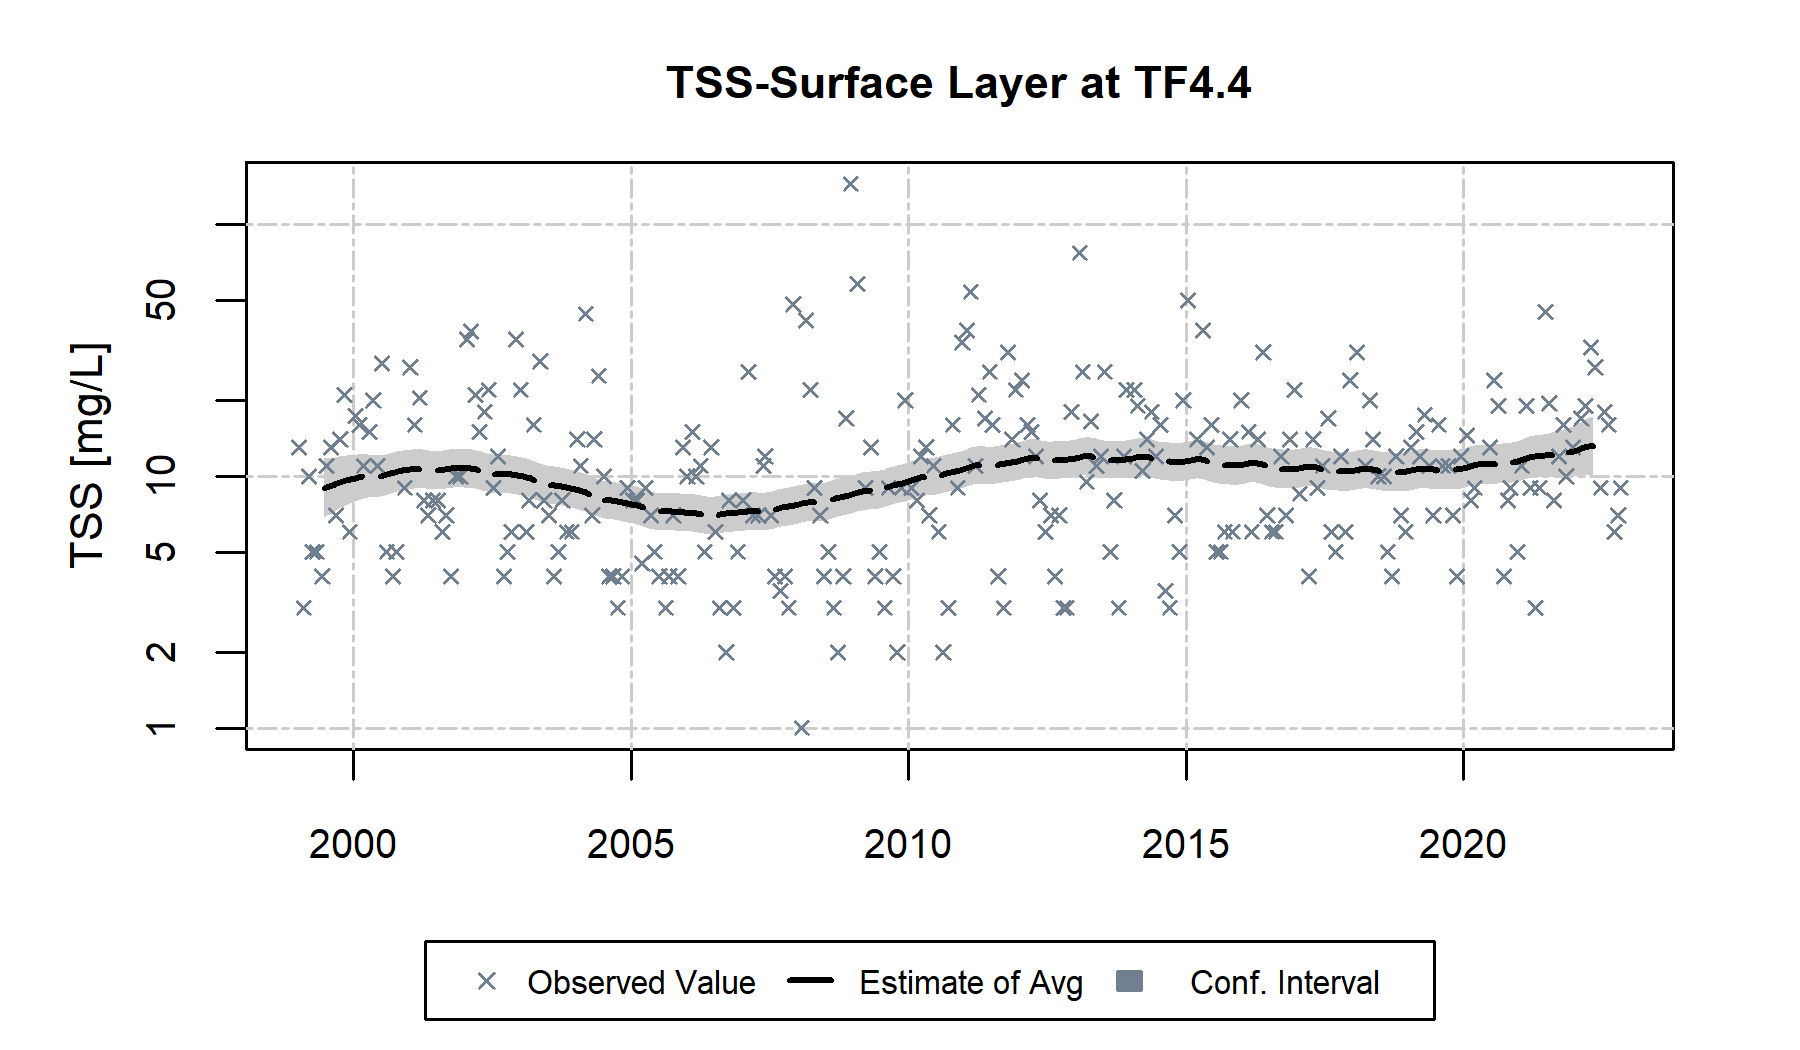 TSS-Surface Layer at TF4.4
TSS [mg/L]
50
10
5
2
1
2000 2005 2010 2015 2020
Observed Value Estimate of Avg Conf. Interval